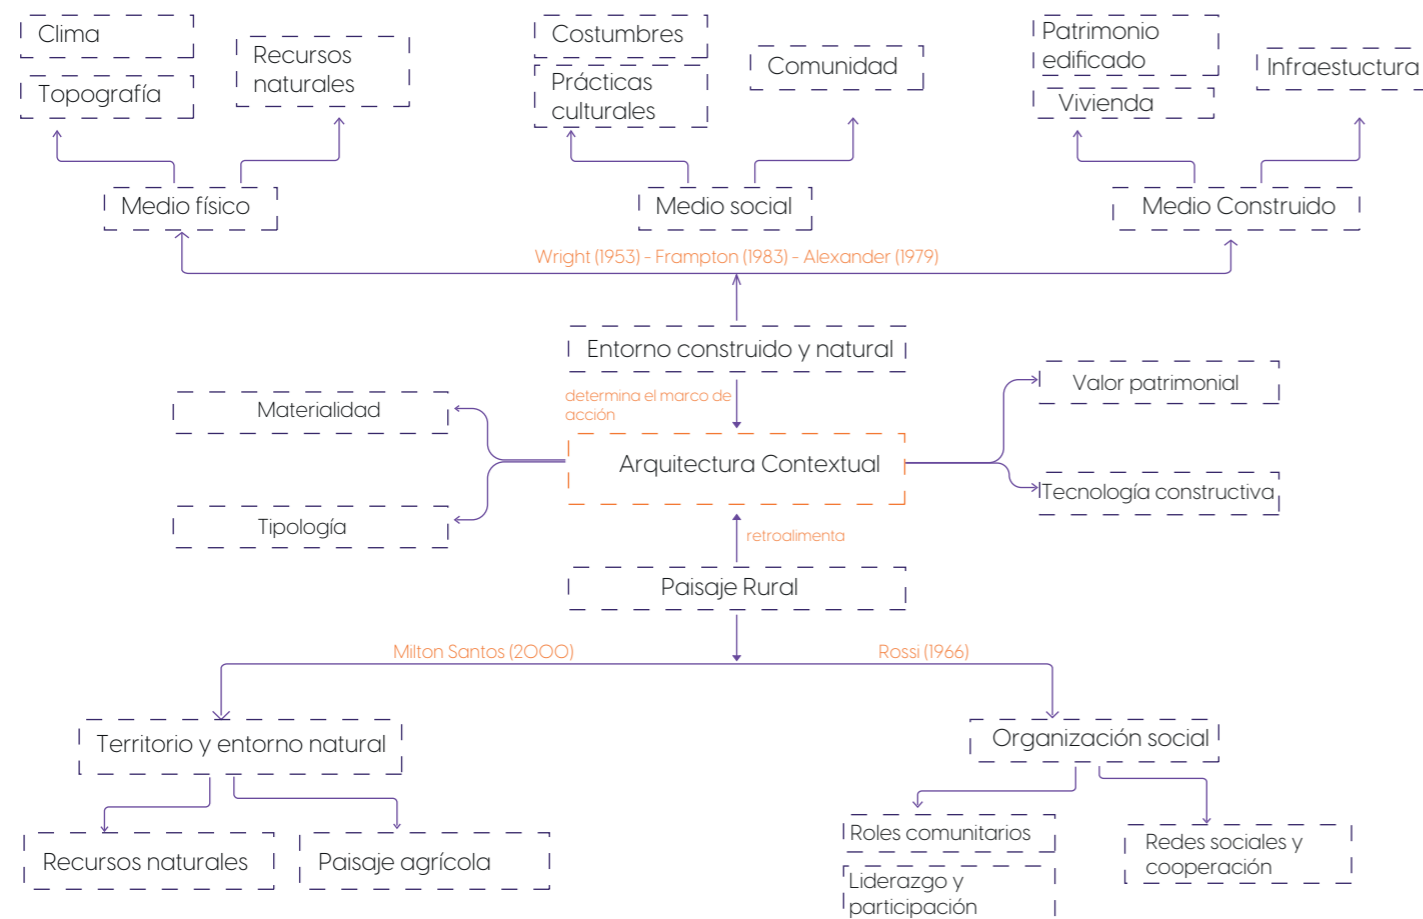 Clima
Topografía
Recursos
naturales
Medio físico
Costumbres
Prácticas
culturales
Comunidad
Medio social
Patrimonio
edificado
Vivienda
Infraestuctura
Medio Construido
Wright (1953) - Frampton (1983) - Alexander (1979)
Entorno construido y natural
determina el marco de
acción
Materialidad
Tipología
Arquitectura Contextual
Valor patrimonial
Tecnología constructiva
retroalimenta
Paisaje Rural
Milton Santos (2000)
Rossi (1966)
Territorio y entorno natural
Recursos naturales
Paisaje agrícola
Organización social
Roles comunitarios
Liderazgo y
participación
Redes sociales y
cooperación